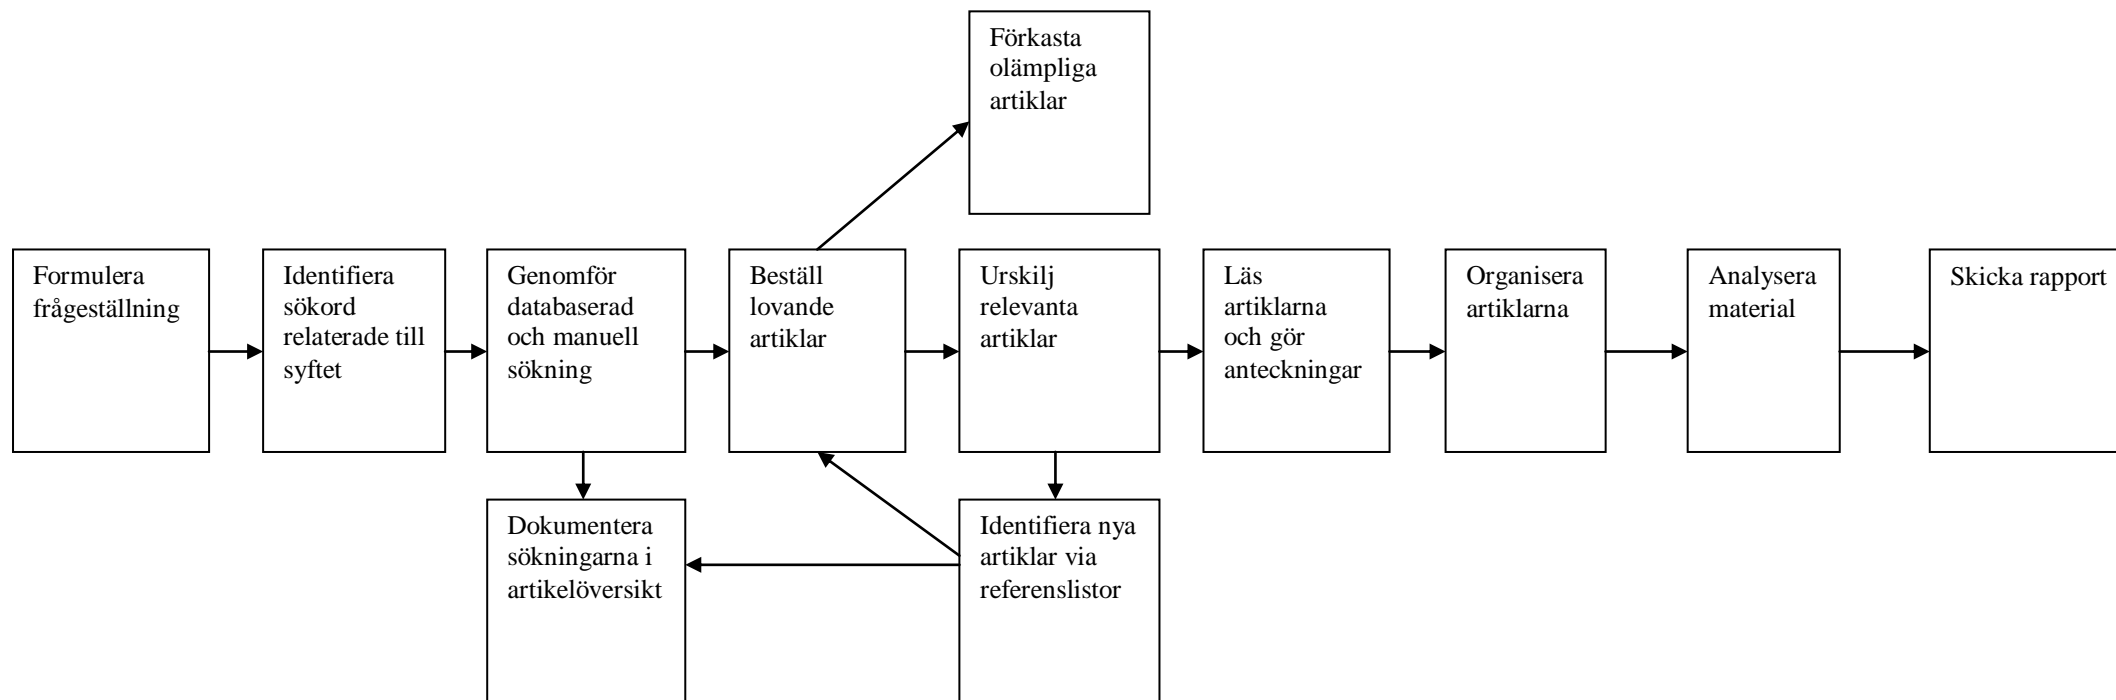 Förkasta
olämpliga
artiklar
Formulera
frågeställning
Identifiera
sökord
relaterade till
syftet
Genomför
databaserad
och manuell
sökning
Beställ
lovande
artiklar
Urskilj
relevanta
artiklar
Läs
artiklarna
och gör
anteckningar
Organisera
artiklarna
Analysera
material
Skicka rapport
Dokumentera
sökningarna i
artikelöversikt
Identifiera nya
artiklar via
referenslistor